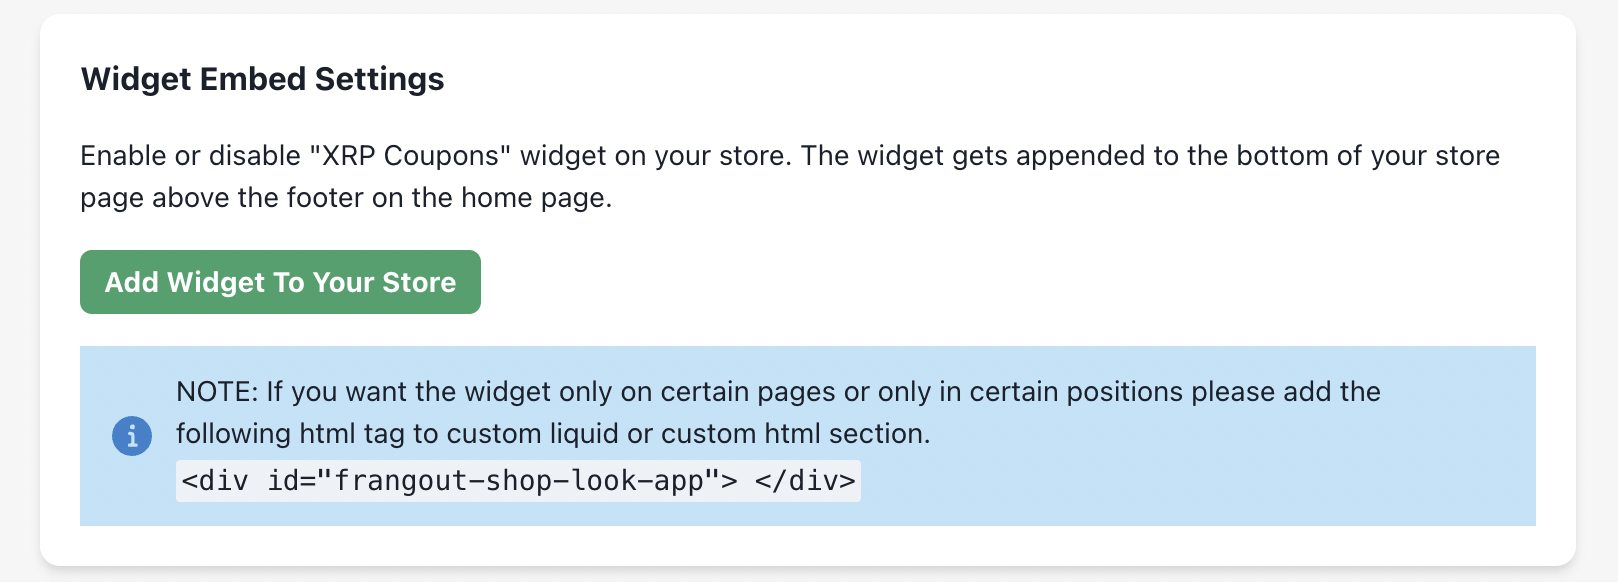 Widget Embed Settings
Enable or disable "XRP Coupons" widget on your store. The widget gets appended to the bottom of your store
page above the footer on the home page.
Add Widget To Your Store
NOTE: If you want the widget only on certain pages or only in certain positions please add the
following html tag to custom liquid or custom html section.
<div id="frangout-shop-look-app"> </div>